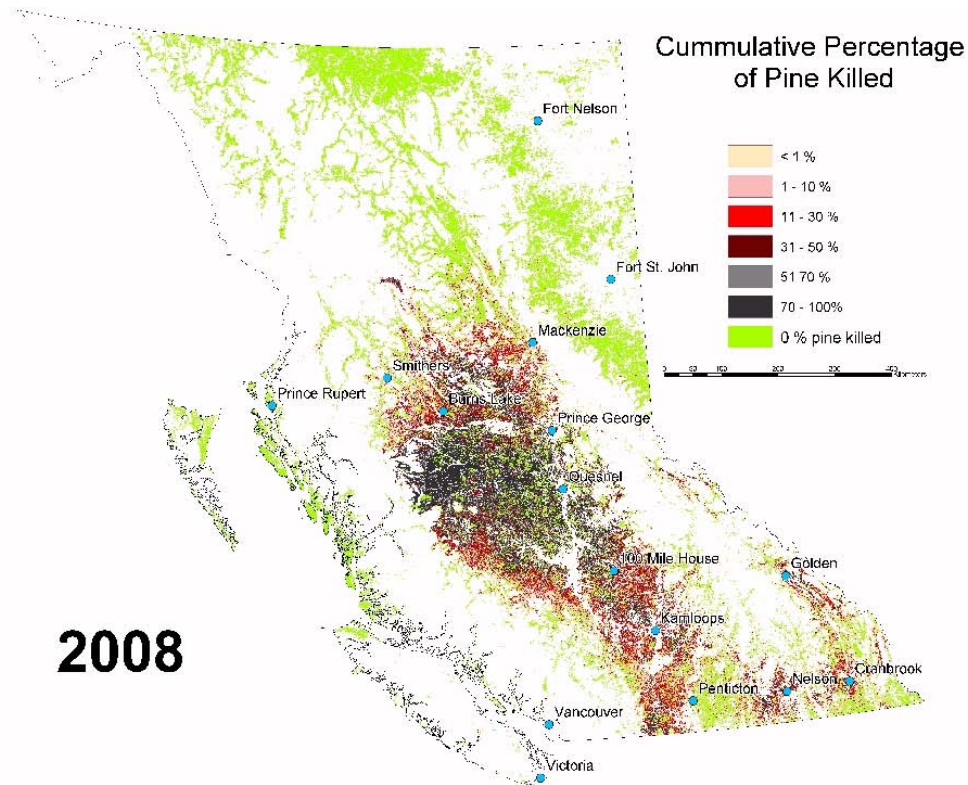 Cummulative Percentage
of Pine Killed
Fort Nelson
< 1 %
1 - 10 %
11 - 30 %
31 - 50 %
51 70 %
70 - 100%
0 % pine killed
Fort St. John
Mackenzie
Smithers
Prince Rupert
Burns Lake
Prince George
Quesnel
100 Mile House
Golden
Kamloops
2008
Cranbrook
Nelson
Penticton
Vancouver
Victoria